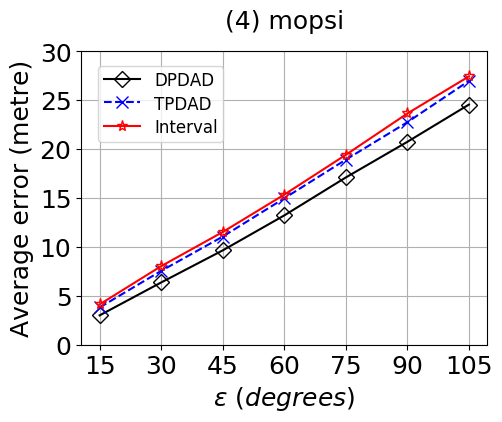 (4) mopsi
Average error (metre)
30
25
20
15
10
5
0
DPDAD
TPDAD
Interval
15 30 45 60 75 90 105
ε (degrees)